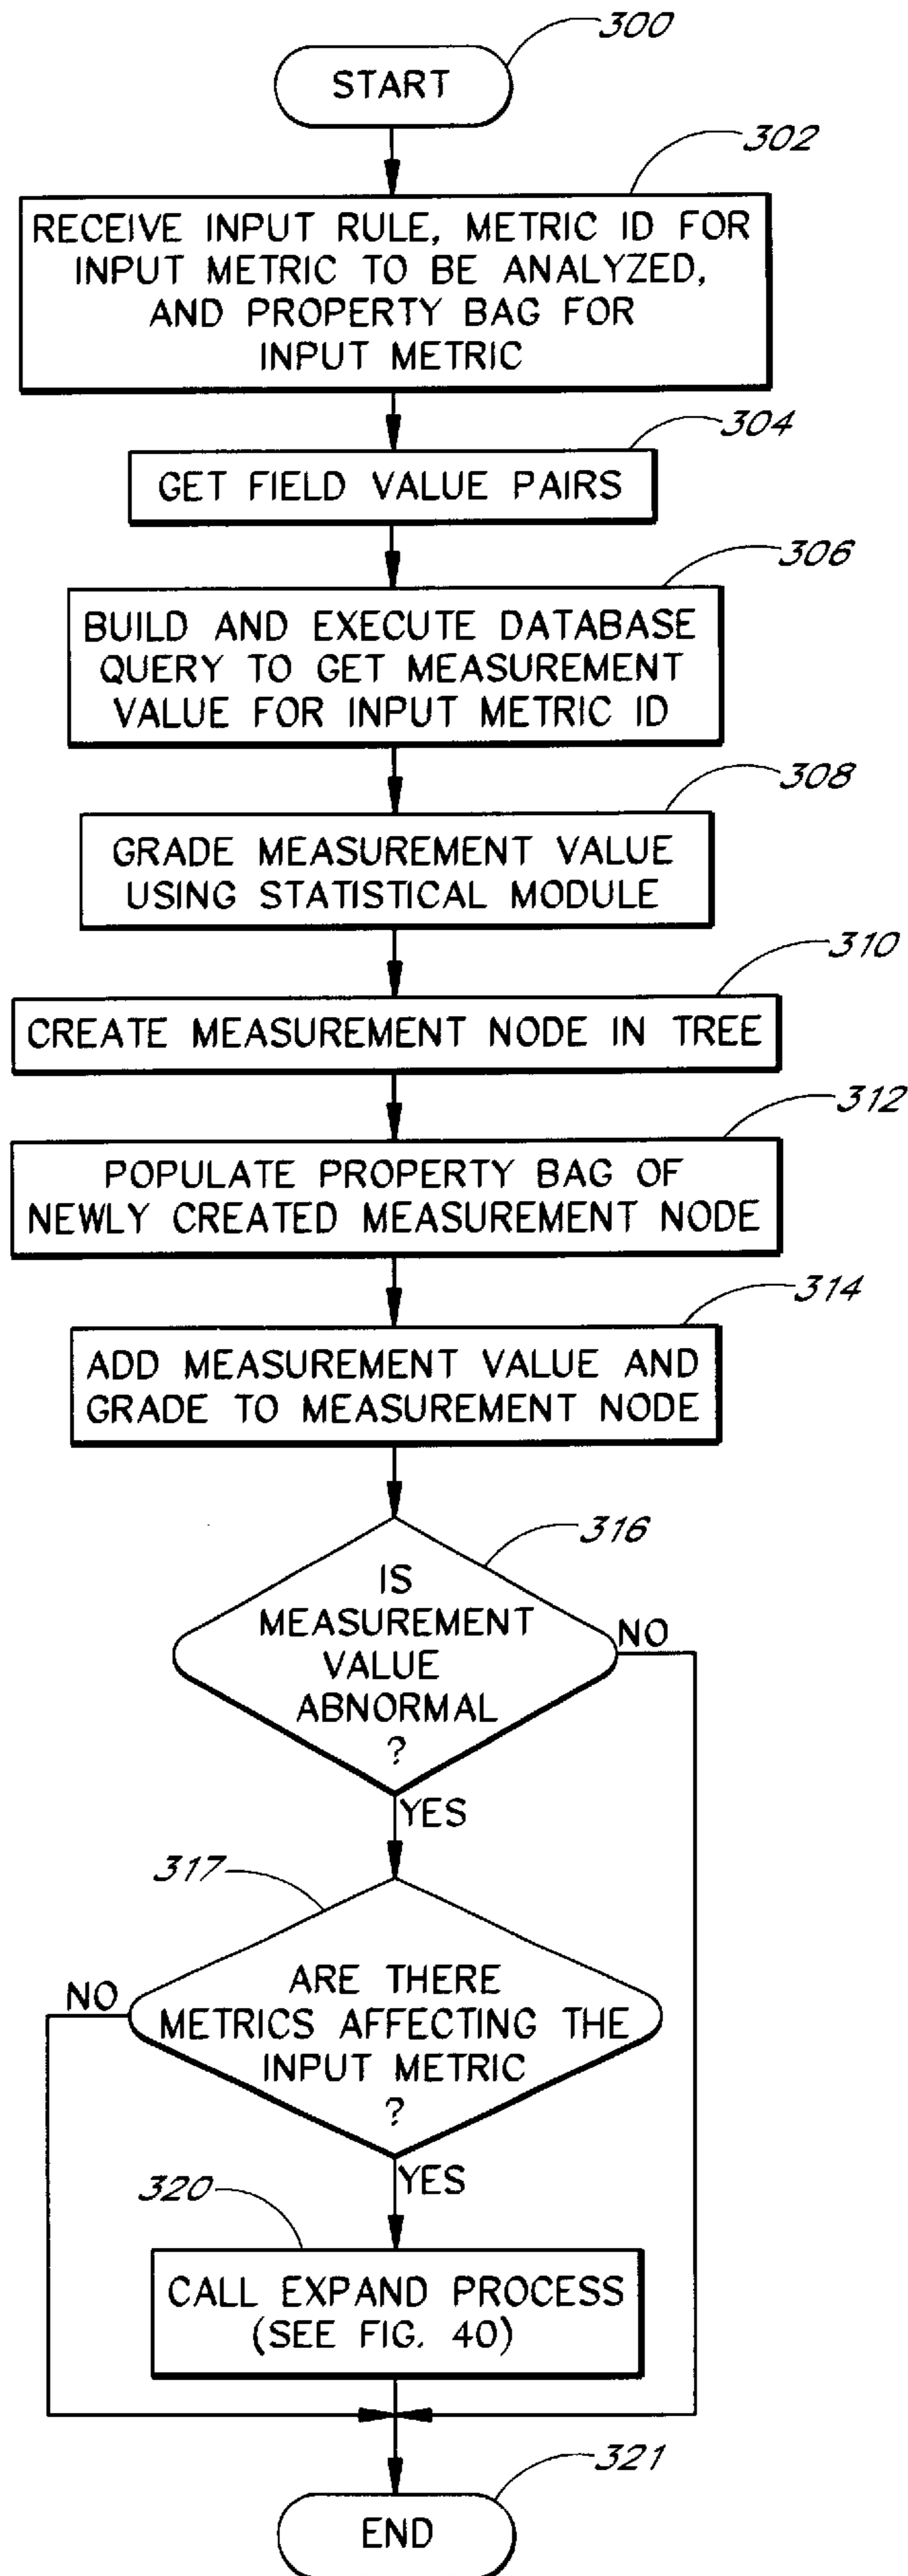 300
START
302
RECEIVE INPUT RULE, METRIC ID FOR
INPUT METRIC TO BE ANALYZED,
AND PROPERTY BAG FOR
INPUT METRIC
304
GET FIELD VALUE PAIRS
306
BUILD AND EXECUTE DATABASE
QUERY TO GET MEASUREMENT
VALUE FOR INPUT METRIC ID
308
GRADE MEASUREMENT VALUE
USING STATISTICAL MODULE
310
CREATE MEASUREMENT NODE IN TREE
312
POPULATE PROPERTY BAG OF
NEWLY CREATED MEASUREMENT NODE
314
ADD MEASUREMENT VALUE AND
GRADE TO MEASUREMENT NODE
316
IS
MEASUREMENT
VALUE
ABNORMAL
?
NO
YES
317
ARE THERE
METRICS AFFECTING THE
INPUT METRIC
?
NO
YES
320
CALL EXPAND PROCESS
(SEE FIG. 40)
321
END